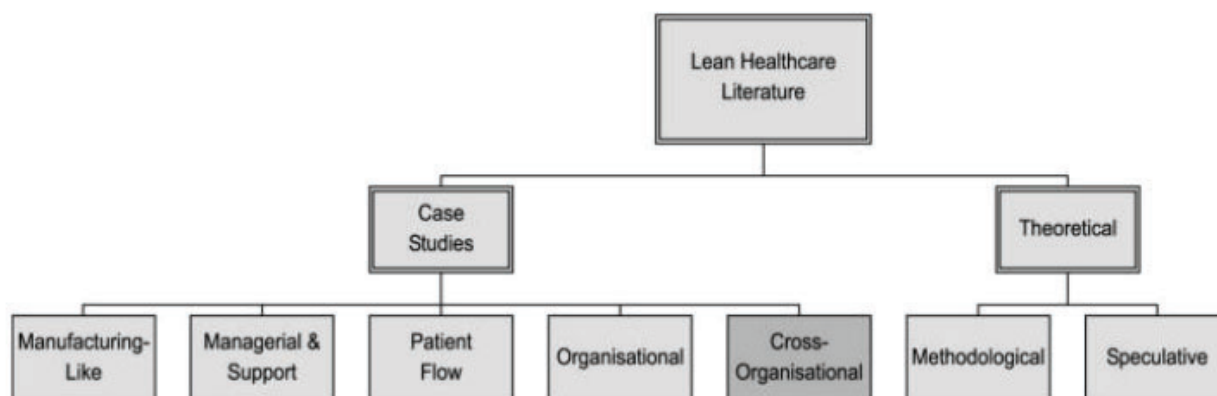 Lean Healthcare
Literature
Case
Studies
Theoretical
Manufacturing-
Like
Managerial &
Support
Patient
Flow
Organisational
Cross-
Organisational
Methodological
Speculative